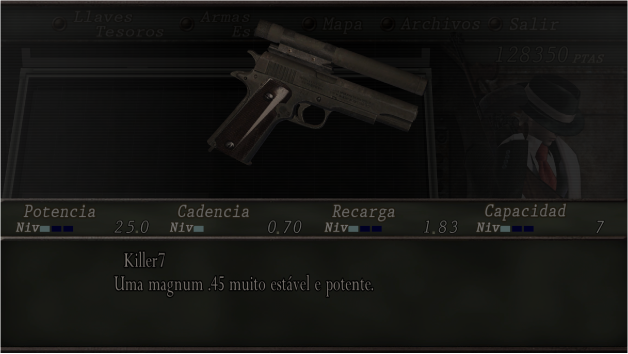 Llaves
Tesoros
Armas
Es
Mapa
Archivos
Salir
128350 PTAS
Potencia
Cadencia
Recarga
Capacidad
Niv 25.0
Niv 0.70
Niv 1.83
Niv 7
Killer7
Uma magnum .45 muito estável e potente.